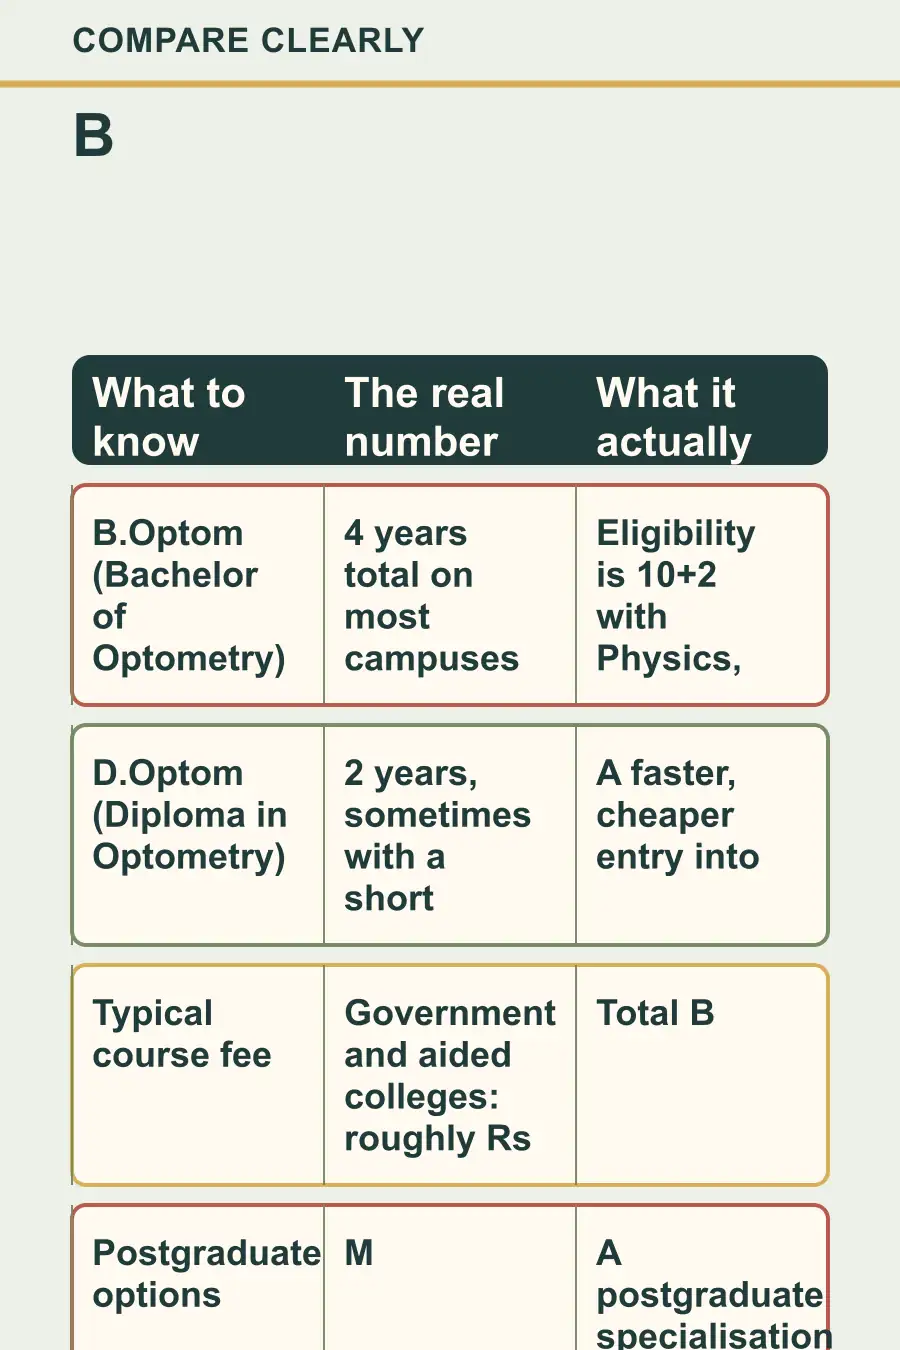 COMPARE CLEARLY
B
What to
know
The real
number
What it
actually
B.Optom
(Bachelor
of
Optometry)
4 years
total on
most
campuses
Eligibility
is 10+2
with
Physics,
D.Optom
(Diploma in
Optometry)
2 years,
sometimes
with a
short
A faster,
cheaper
entry into
Typical
course fee
Government
and aided
colleges:
roughly Rs
Total B
Postgraduate
options
M
A
postgraduate
specialisation